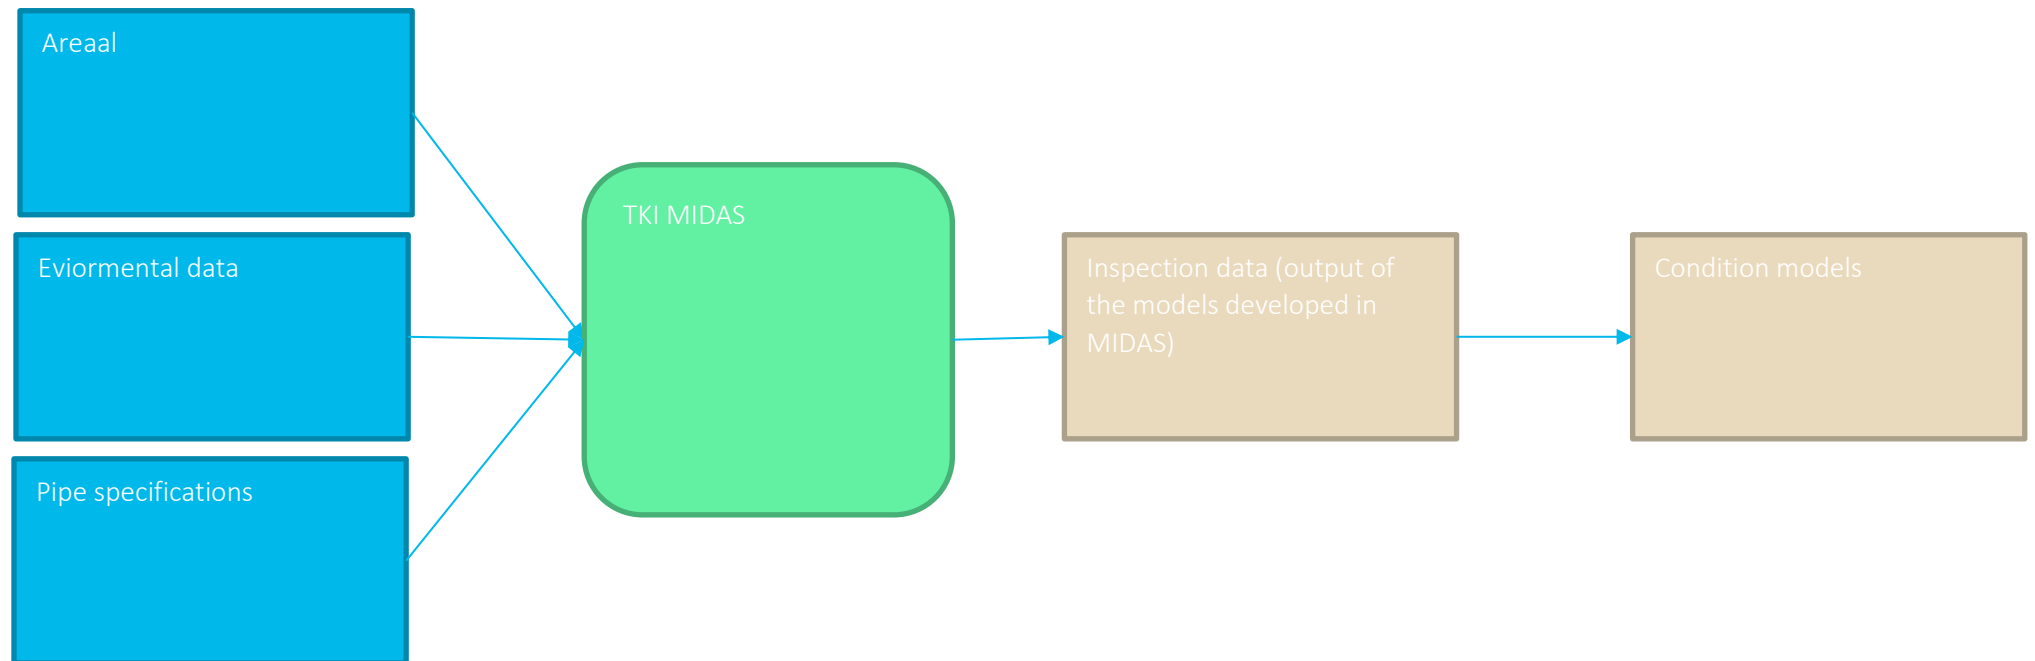 Areaal
Eviormental data
Pipe specifications
TKI MIDAS
Inspection data (output of
the models developed in
MIDAS)
Condition models